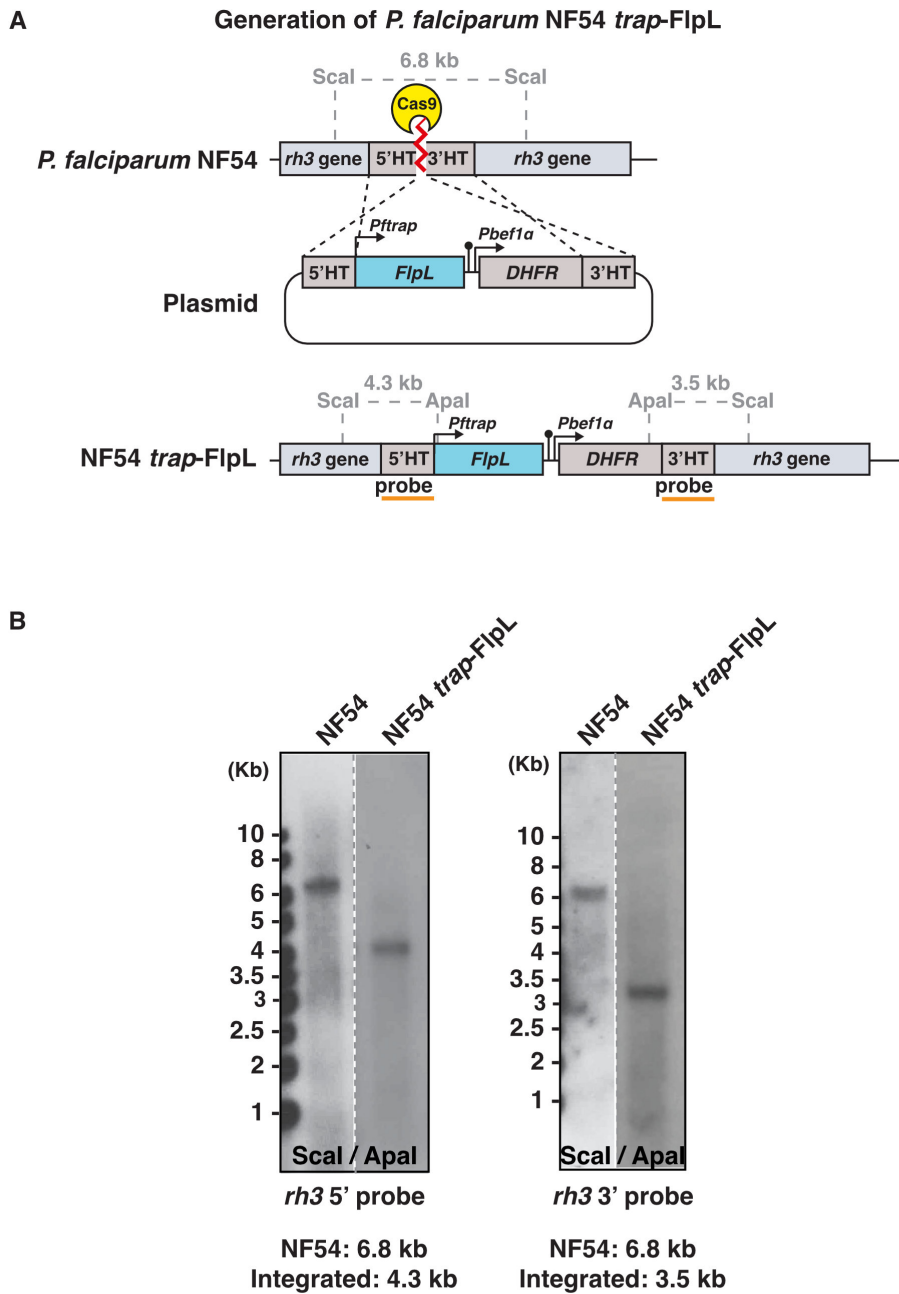 A
Generation of P. falciparum NF54 trap-FlpL
6.8 kb
ScaI ScaI
Cas9
P. falciparum NF54
rh3 gene 5'HT 3'HT rh3 gene
Pftrap Pbef1α
5'HT FlpL DHFR 3'HT
Plasmid
4.3 kb 3.5 kb
ScaI ApaI ApaI ScaI
Pftrap Pbef1α
NF54 trap-FlpL
rh3 gene 5'HT FlpL DHFR 3'HT rh3 gene
probe probe
B
NF54 NF54 trap-FlpL
(Kb)
10
8
6
5
4
3.5
3
2.5
2
1
ScaI / ApaI
rh3 5' probe
NF54: 6.8 kb
Integrated: 4.3 kb
NF54 NF54 trap-FlpL
(Kb)
10
8
6
5
4
3.5
3
2.5
2
1
ScaI / ApaI
rh3 3' probe
NF54: 6.8 kb
Integrated: 3.5 kb